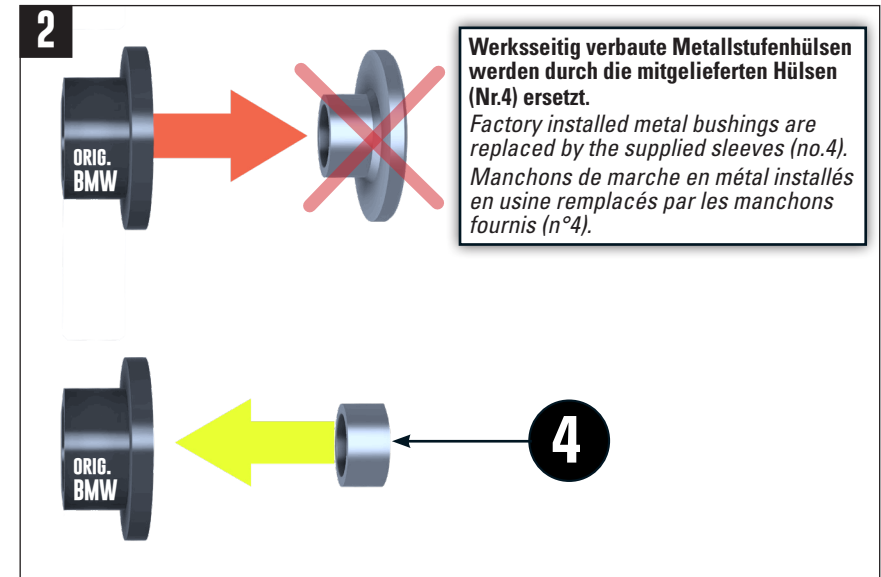 2
Werksseitig verbaute Metallstufenhülsen
werden durch die mitgelieferten Hülsen
(Nr.4) ersetzt.
Factory installed metal bushings are
replaced by the supplied sleeves (no.4).
Manchons de marche en métal installés
en usine remplacés par les manchons
fournis (n°4).
ORIG.
BMW
ORIG.
BMW
4